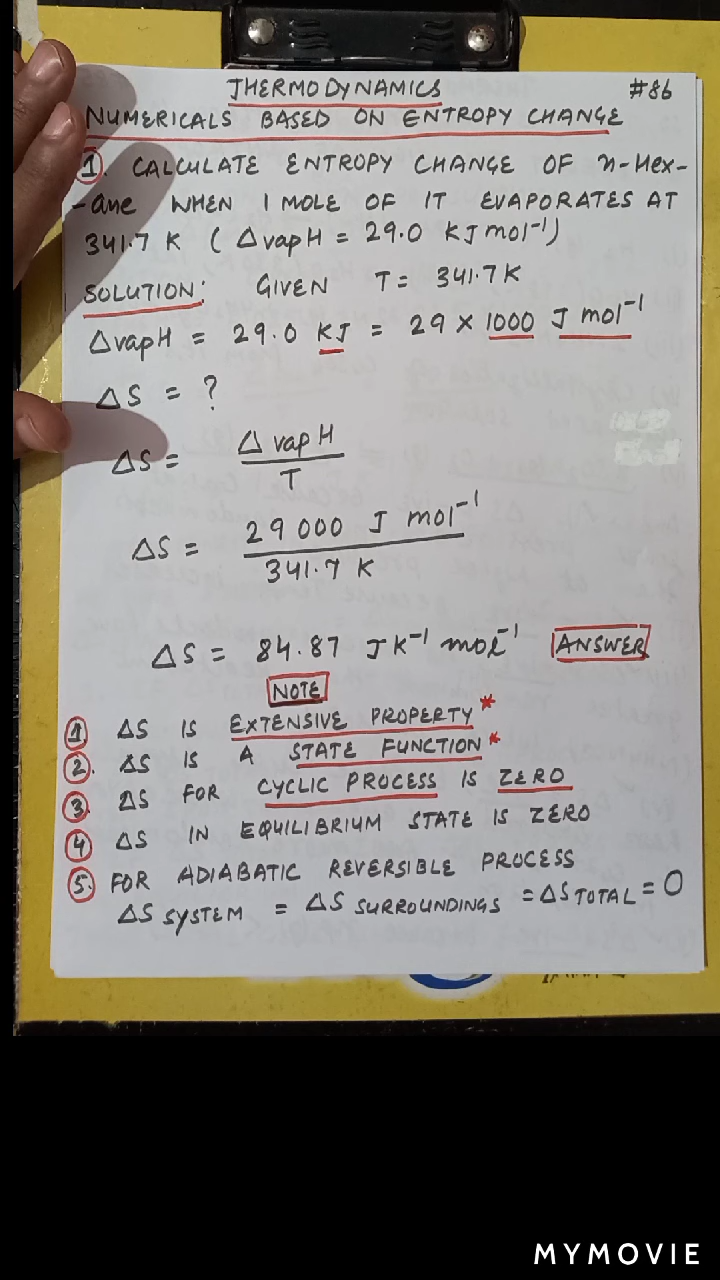 THERMODYNAMICS #86
NUMERICALS BASED ON ENTROPY CHANGE
1. CALCULATE ENTROPY CHANGE OF n-Hex-
-ane WHEN 1 MOLE OF IT EVAPORATES AT
341.7 K ( ΔvapH = 29.0 KJ mol⁻¹)
SOLUTION: GIVEN T = 341.7K
ΔvapH = 29.0 KJ = 29 × 1000 J mol⁻¹
ΔS = ?
ΔS = ΔvapH / T
ΔS = 29000 J mol⁻¹ / 341.7 K
ΔS = 84.87 JK⁻¹ mol⁻¹ ANSWER
NOTE
1 ΔS IS EXTENSIVE PROPERTY *
2. ΔS IS A STATE FUNCTION *
3. ΔS FOR CYCLIC PROCESS IS ZERO
4 ΔS IN EQUILIBRIUM STATE IS ZERO
5. FOR ADIABATIC REVERSIBLE PROCESS
ΔS SYSTEM = ΔS SURROUNDINGS = ΔS TOTAL = 0
MYMOVIE